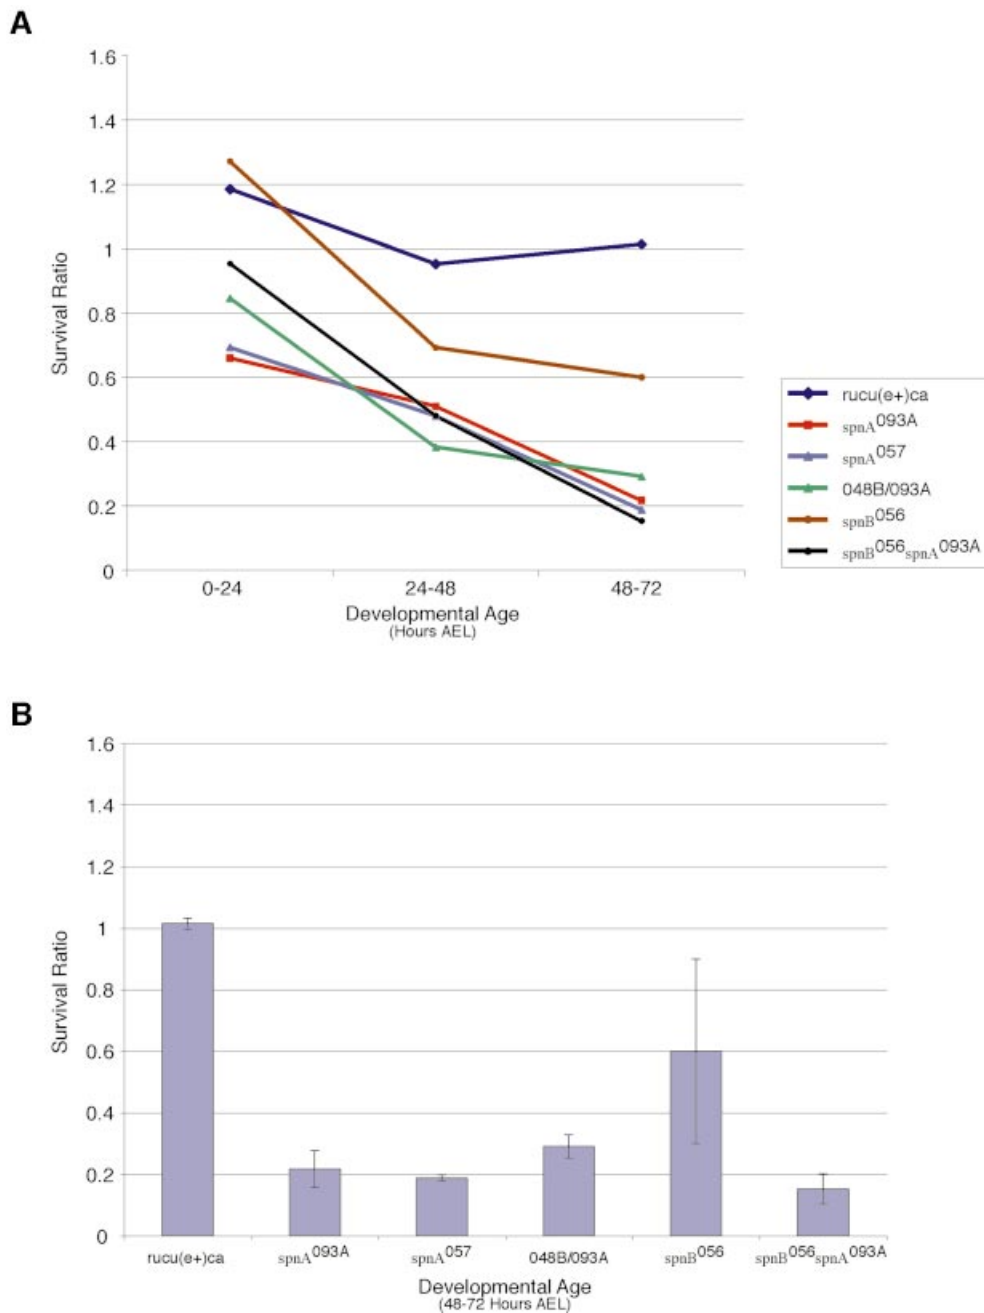 A
1.6
1.4
1.2
1
0.8
0.6
0.4
0.2
0
Survival Ratio
0-24 24-48 48-72
Developmental Age
(Hours AEL)
rucu(e+)ca
spnA093A
spnA057
048B/093A
spnB056
spnB056spnA093A
B
1.6
1.4
1.2
1
0.8
0.6
0.4
0.2
0
Survival Ratio
rucu(e+)ca spnA093A spnA057 048B/093A spnB056 spnB056spnA093A
Developmental Age
(48-72 Hours AEL)